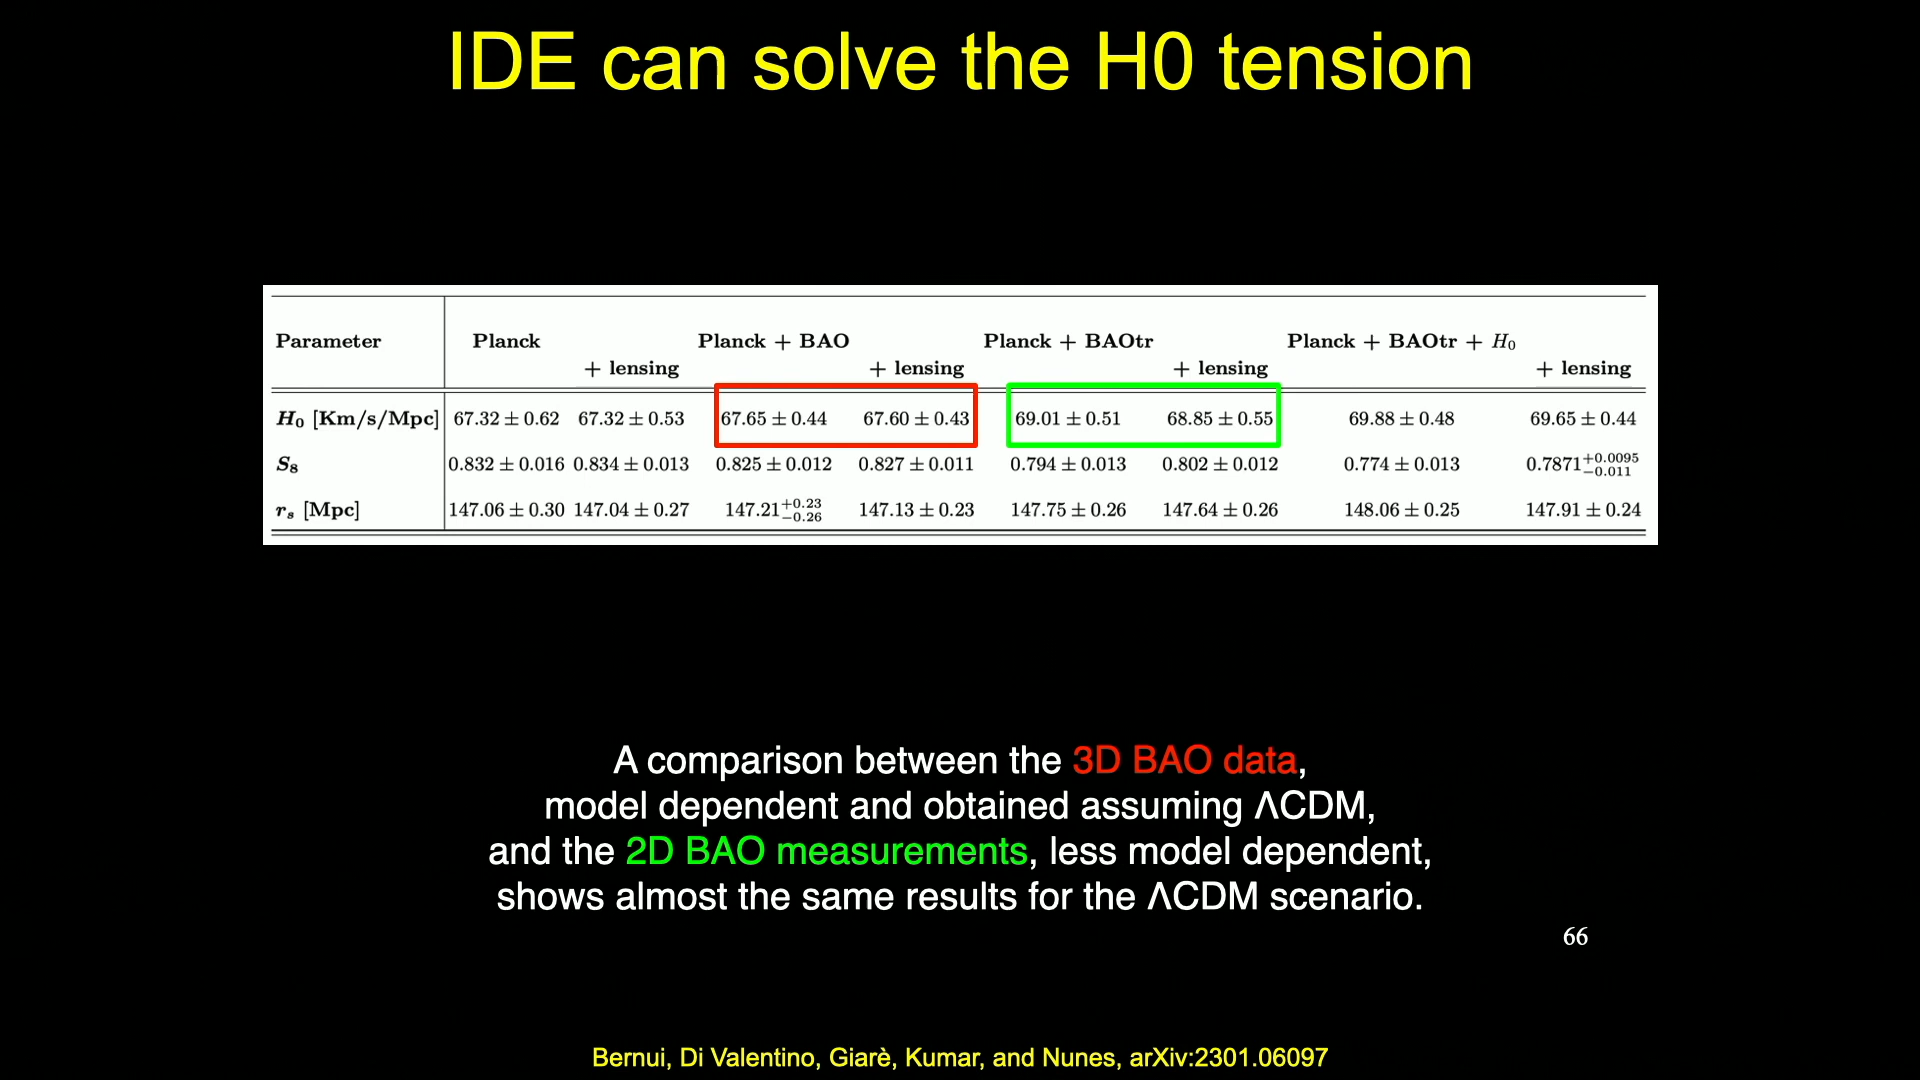 IDE can solve the H0 tension
Parameter Planck Planck + BAO Planck + BAOtr Planck + BAOtr + H₀
+ lensing + lensing + lensing + lensing
H₀ [Km/s/Mpc] 67.32 ± 0.62 67.32 ± 0.53 67.65 ± 0.44 67.60 ± 0.43 69.01 ± 0.51 68.85 ± 0.55 69.88 ± 0.48 69.65 ± 0.44
S₈ 0.832 ± 0.016 0.834 ± 0.013 0.825 ± 0.012 0.827 ± 0.011 0.794 ± 0.013 0.802 ± 0.012 0.774 ± 0.013 0.7871 +0.0095 −0.011
rₛ [Mpc] 147.06 ± 0.30 147.04 ± 0.27 147.21 +0.23 −0.26 147.13 ± 0.23 147.75 ± 0.26 147.64 ± 0.26 148.06 ± 0.25 147.91 ± 0.24
A comparison between the 3D BAO data,
model dependent and obtained assuming ΛCDM,
and the 2D BAO measurements, less model dependent,
shows almost the same results for the ΛCDM scenario.
66
Bernui, Di Valentino, Giarè, Kumar, and Nunes, arXiv:2301.06097